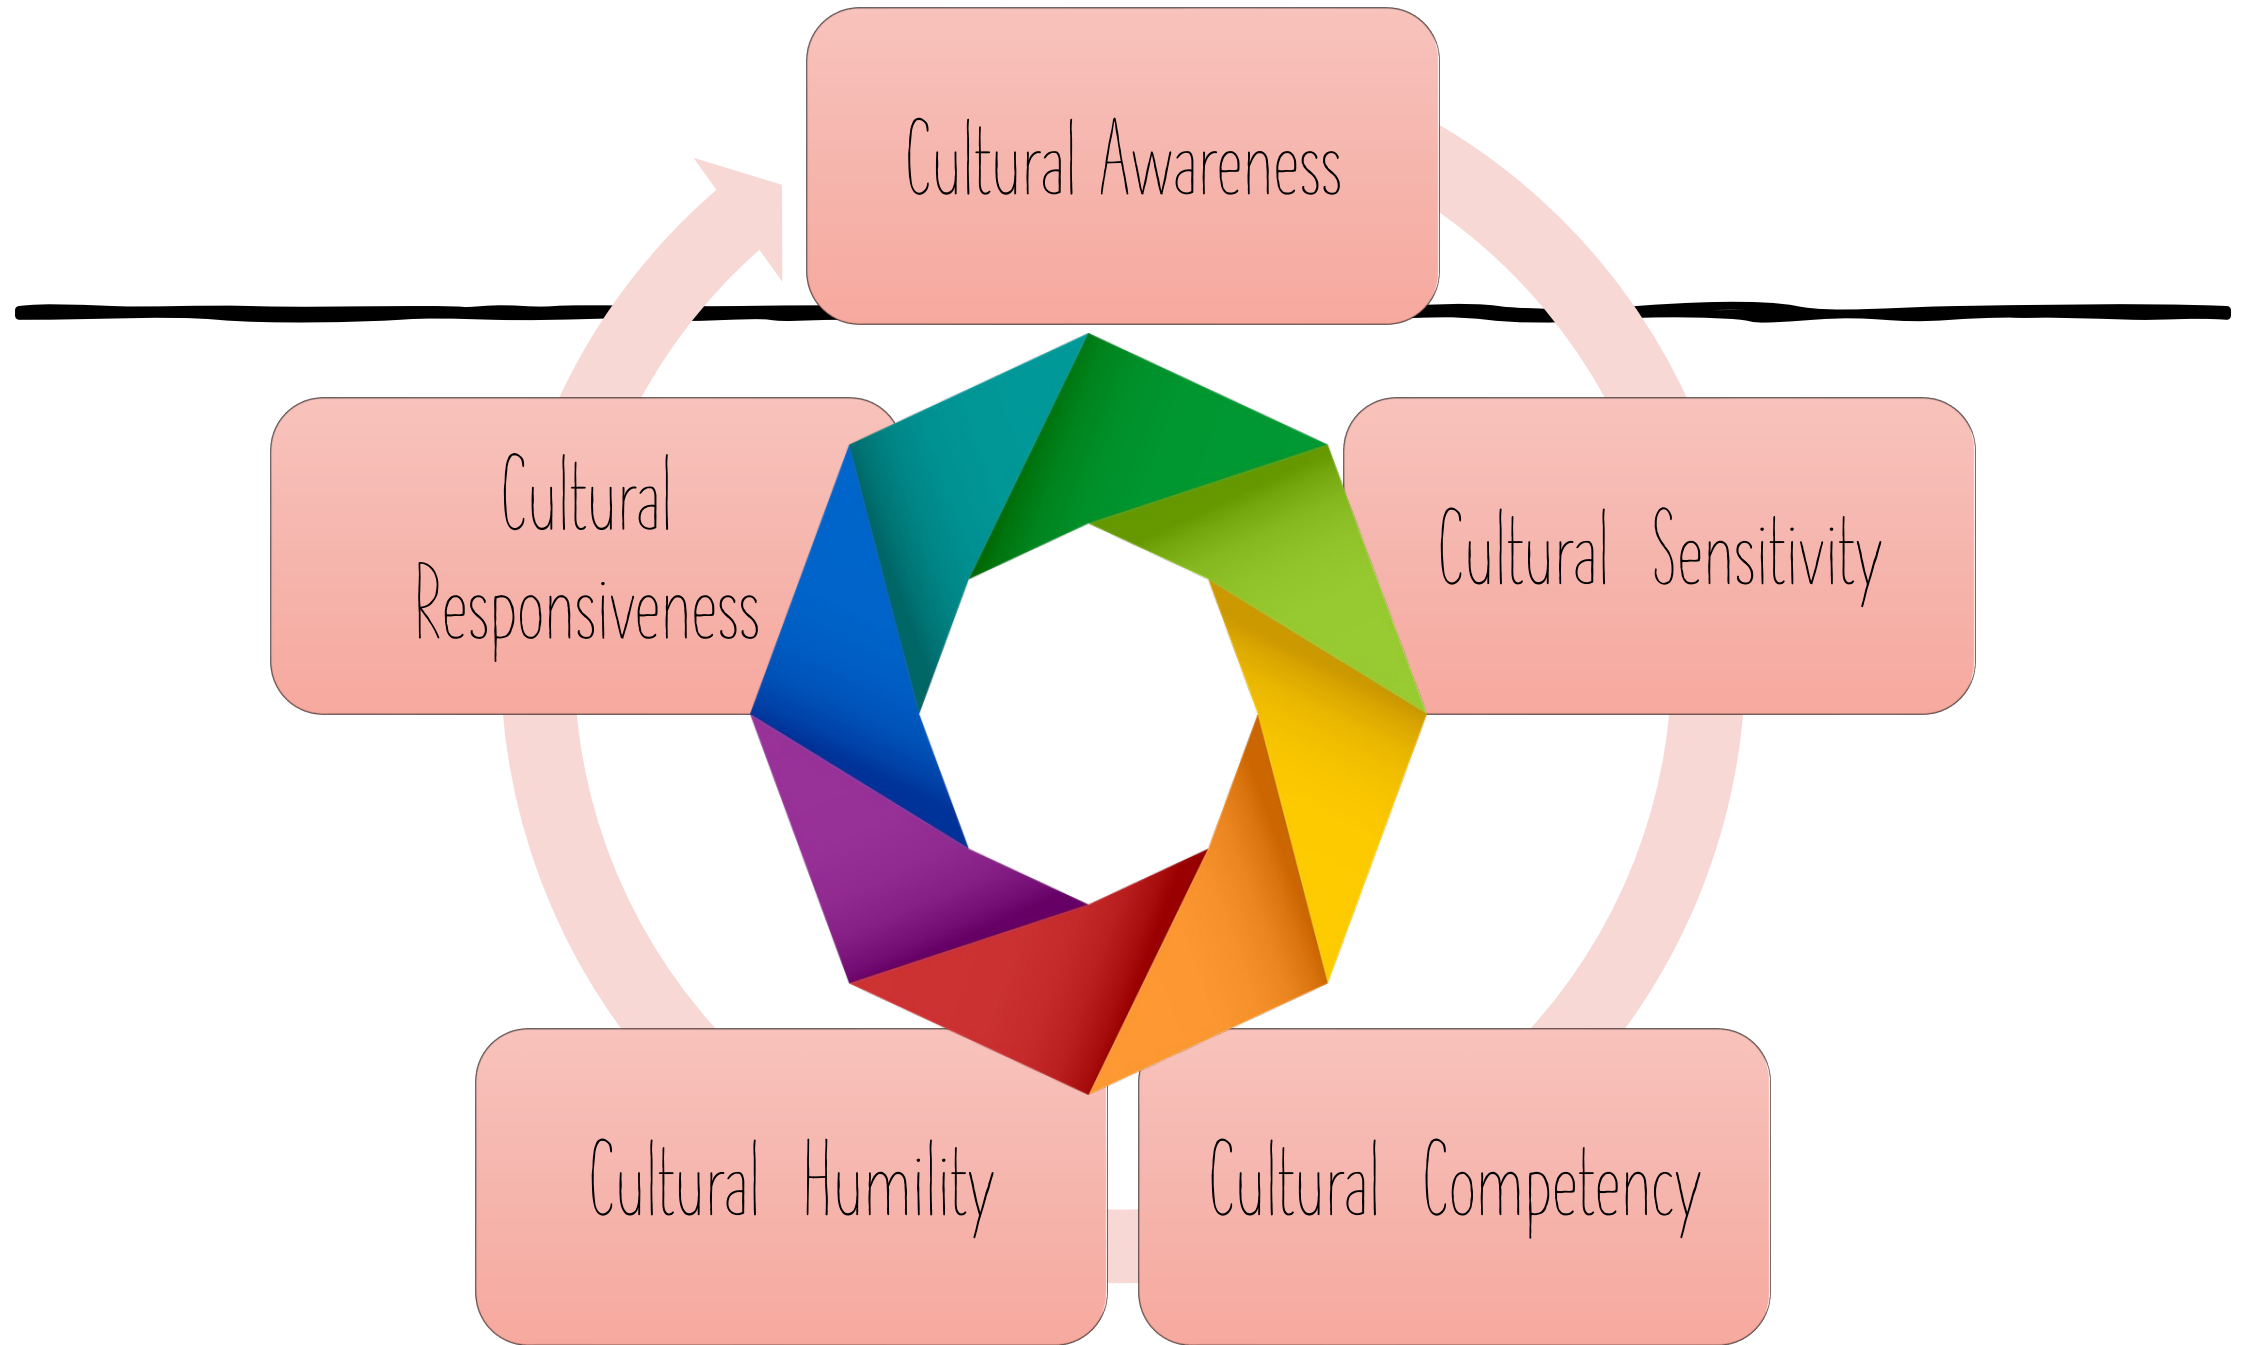 Cultural Awareness
Cultural Sensitivity
Cultural Competency
Cultural Humility
Cultural
Responsiveness